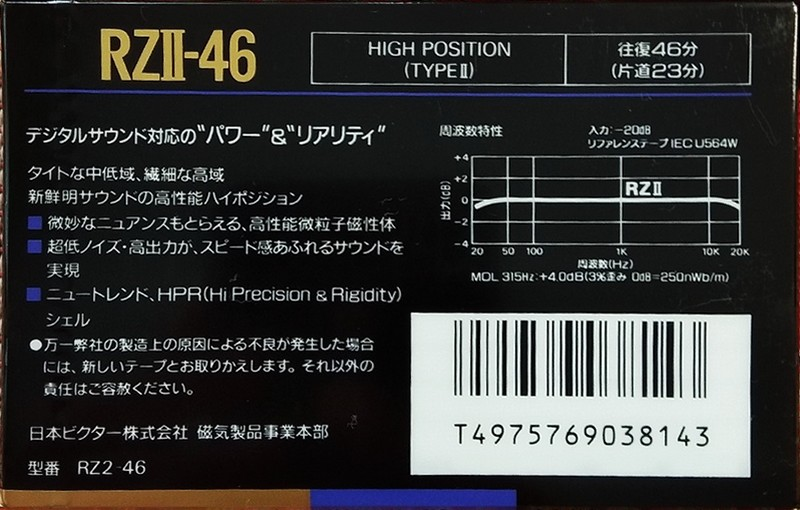 RZⅡ-46
HIGH POSITION
(TYPEⅡ)
往復46分
(片道23分)
デジタルサウンド対応の"パワー"&"リアリティ"
タイトな中低域、繊細な高域
新鮮明サウンドの高性能ハイポジション
■ 微妙なニュアンスもとらえる、高性能微粒子磁性体
■ 超低ノイズ・高出力が、スピード感あふれるサウンドを
実現
■ ニュートレンド、HPR(Hi Precision & Rigidity)
シェル
●万一弊社の製造上の原因による不良が発生した場合
には、新しいテープとお取りかえします。それ以外の
責任はご容赦ください。
日本ビクター株式会社 磁気製品事業本部
型番 RZ2-46
周波数特性
入力:-20dB
リファレンステープIEC U564W
出力(dB)
+4
+2
0
-2
-4
RZⅡ
20 50 100 1K 10K 20K
周波数(Hz)
MOL 315Hz:+4.0dB(3%歪み 0dB=250nWb/m)
T4975769038143